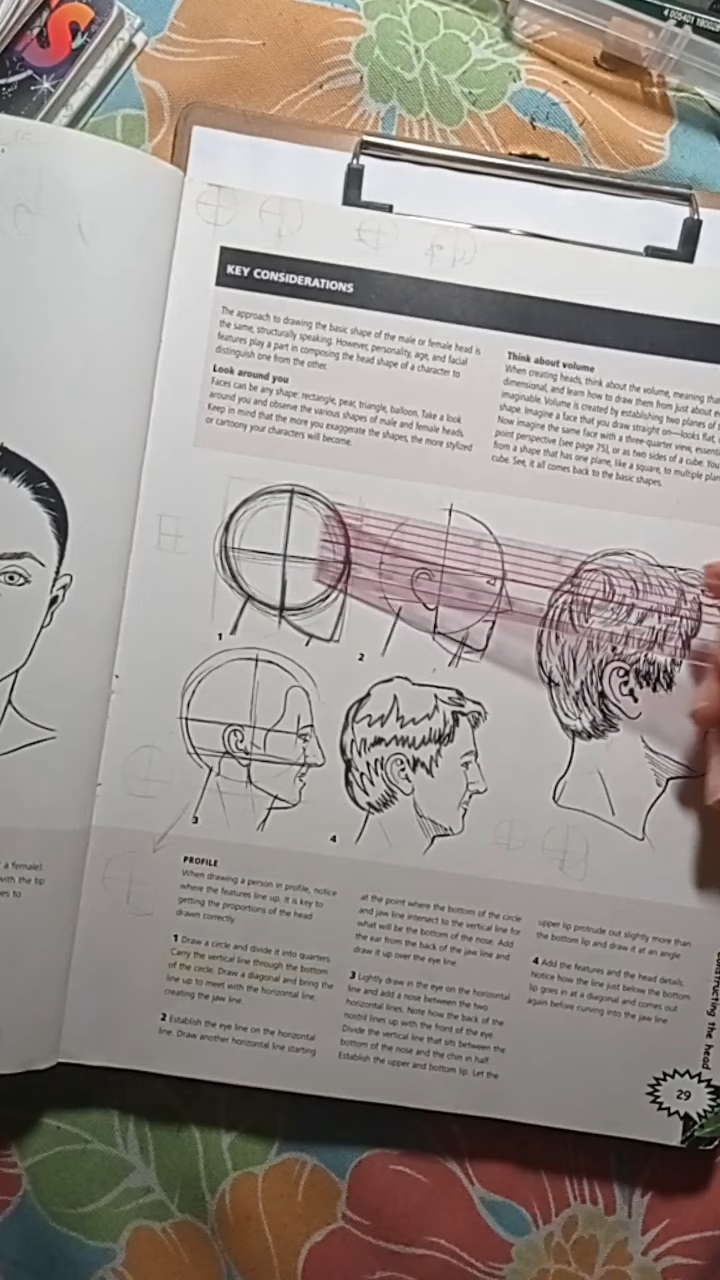 S
4 005401 180029
KEY CONSIDERATIONS
The approach to drawing the basic shape of the male or female head is
the same, structurally speaking. However, personality, age, and facial
features play a part in composing the head shape of a character to
distinguish one from the other.
Look around you
Faces can be any shape: rectangle, pear, triangle, balloon. Take a look
around you and observe the various shapes of male and female heads.
Keep in mind that the more you exaggerate the shapes, the more stylized
or cartoony your characters will become.
Think about volume
When creating heads, think about the volume, meaning
dimensional, and learn how to draw them from just about
imaginable. Volume is created by establishing two planes of
shape. Imagine a face that you draw straight on—looks flat,
Now imagine the same face with a three-quarter view,
point perspective (see page 75), or as two sides of a cube. You
from a shape that has one plane, like a square, to multiple
cube. See, it all comes back to the basic shapes.
1
2
3
4
a female)
with the tip
es to
PROFILE
When drawing a person in profile, notice
where the features line up. It is key to
getting the proportions of the head
drawn correctly.
1 Draw a circle and divide it into quarters.
Carry the vertical line through the bottom
of the circle. Draw a diagonal and bring the
line up to meet with the horizontal line,
creating the jaw line.
2 Establish the eye line on the horizontal
line. Draw another horizontal line starting
at the point where the bottom of the circle
and jaw line intersect to the vertical line for
what will be the bottom of the nose. Add
the ear from the back of the jaw line and
draw it up over the eye line.
3 Lightly draw in the eye on the horizontal
line and add a nose between the two
horizontal lines. Note how the back of the
nostril lines up with the front of the eye.
Divide the vertical line that sits between the
bottom of the nose and the chin in half.
Establish the upper and bottom lip. Let the
upper lip protrude out slightly more than
the bottom lip and draw it at an angle.
4 Add the features and the head details.
Notice how the line just below the bottom
lip goes in at a diagonal and comes out
again before curving into the jaw line.
constructing the head
29